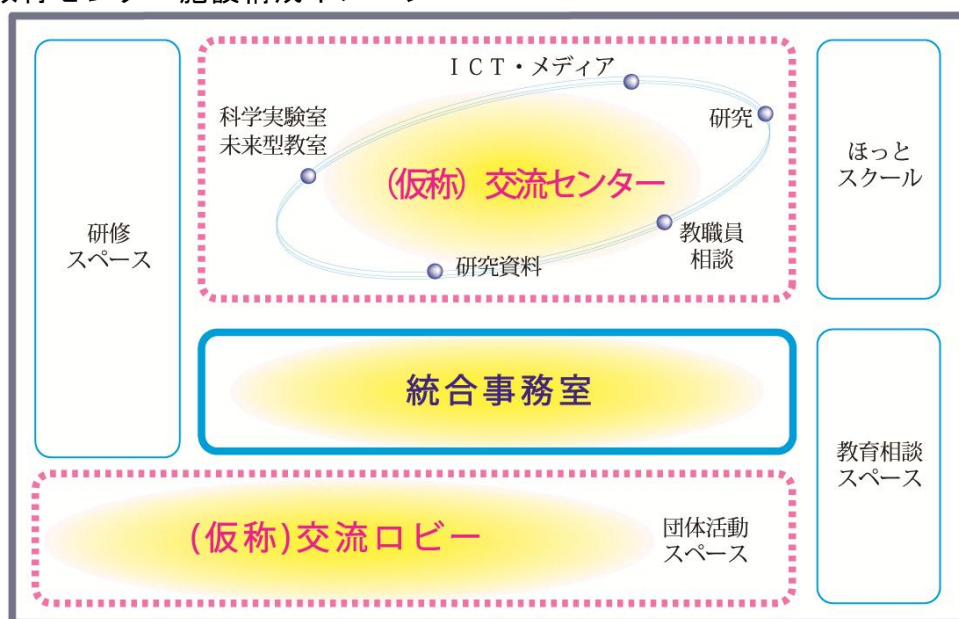 ＩＣＴ・メディア
科学実験室
未来型教室
研究
(仮称) 交流センター
教職員
相談
研究資料
研修
スペース
ほっと
スクール
統合事務室
教育相談
スペース
(仮称)交流ロビー
団体活動
スペース